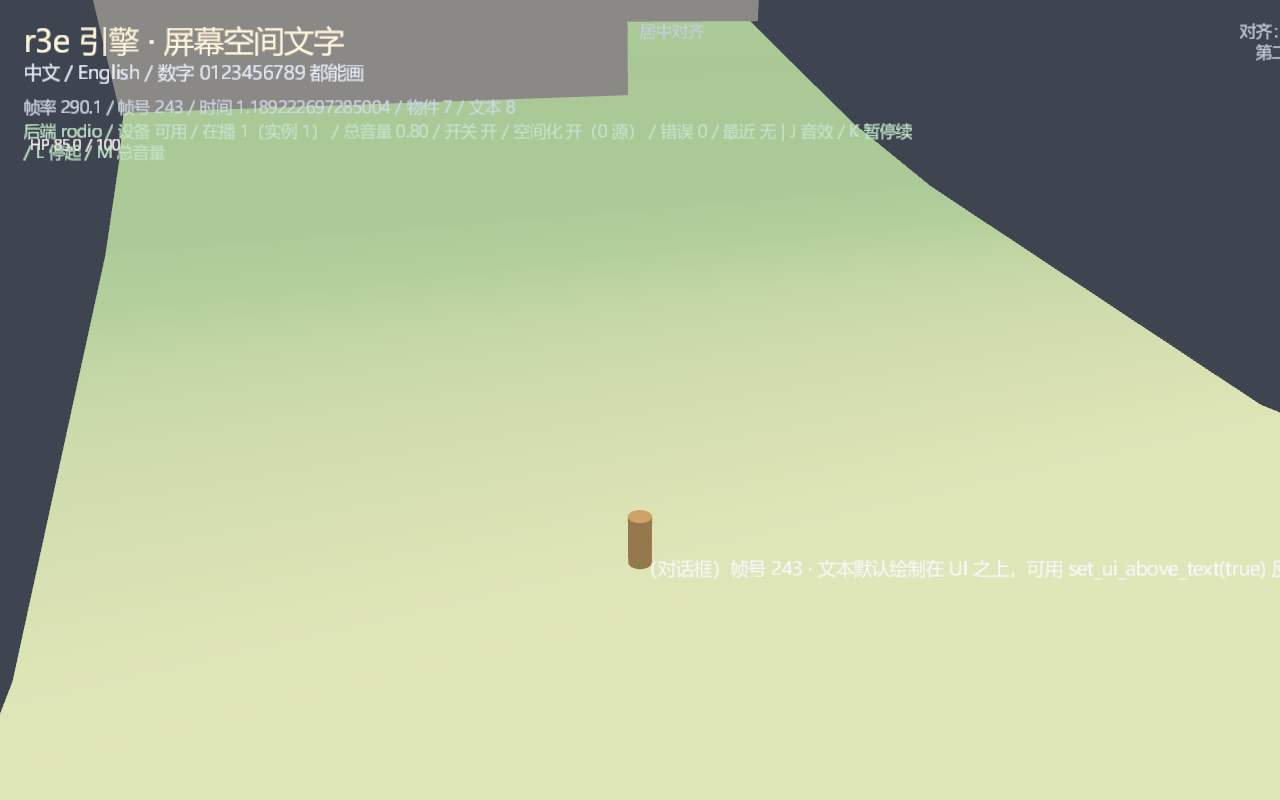 r3e 引擎 · 屏幕空间文字
居中对齐
对齐：
第二
中文 / English / 数字 0123456789 都能画
帧率 290.1 / 帧号 243 / 时间 1.189222697285004 / 物件 7 / 文本 8
后端 rodio / 设备 可用 / 在播 1（实例 1） / 总音量 0.80 / 开关 开 / 空间化 开（0 源） / 错误 0 / 最近 无 | J 音效 / K 暂停续
/ L 停起 / M 总音量
HP 85.0 / 100
（对话框）帧号 243 · 文本默认绘制在 UI 之上，可用 set_ui_above_text(true)